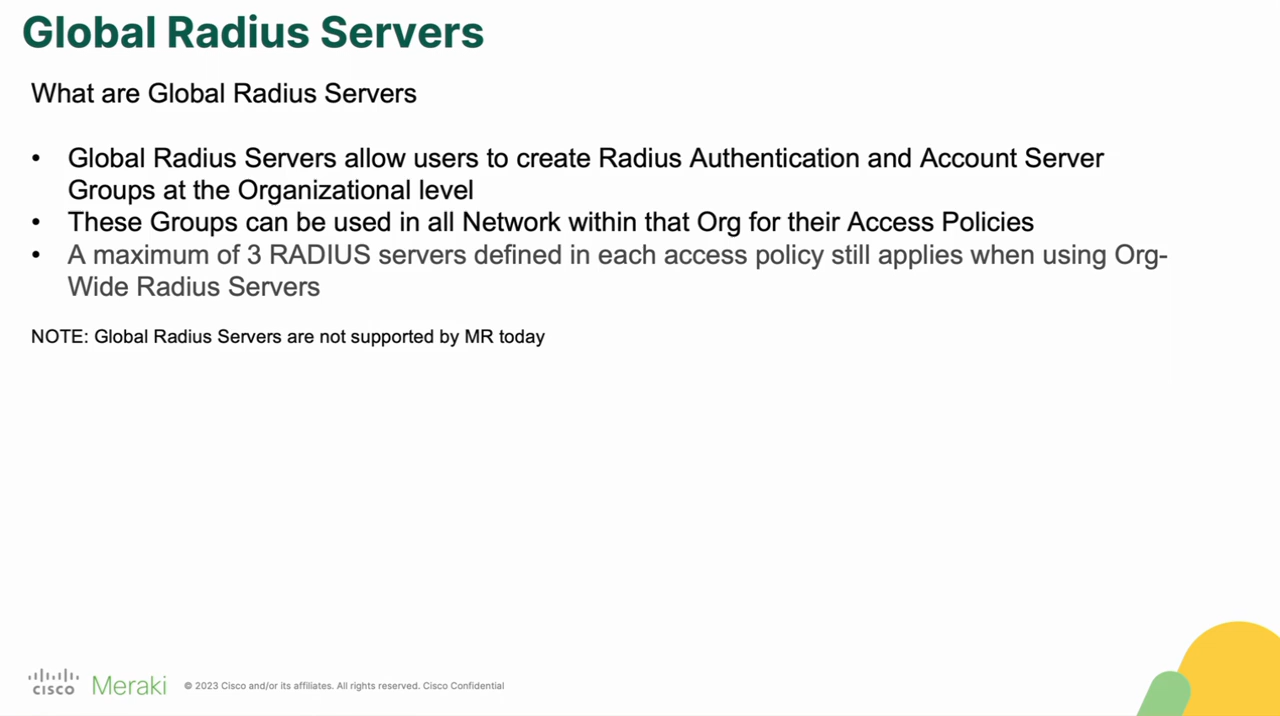 Global Radius Servers
What are Global Radius Servers
• Global Radius Servers allow users to create Radius Authentication and Account Server
Groups at the Organizational level
• These Groups can be used in all Network within that Org for their Access Policies
• A maximum of 3 RADIUS servers defined in each access policy still applies when using Org-
Wide Radius Servers
NOTE: Global Radius Servers are not supported by MR today
CISCO Meraki © 2023 Cisco and/or its affiliates. All rights reserved. Cisco Confidential